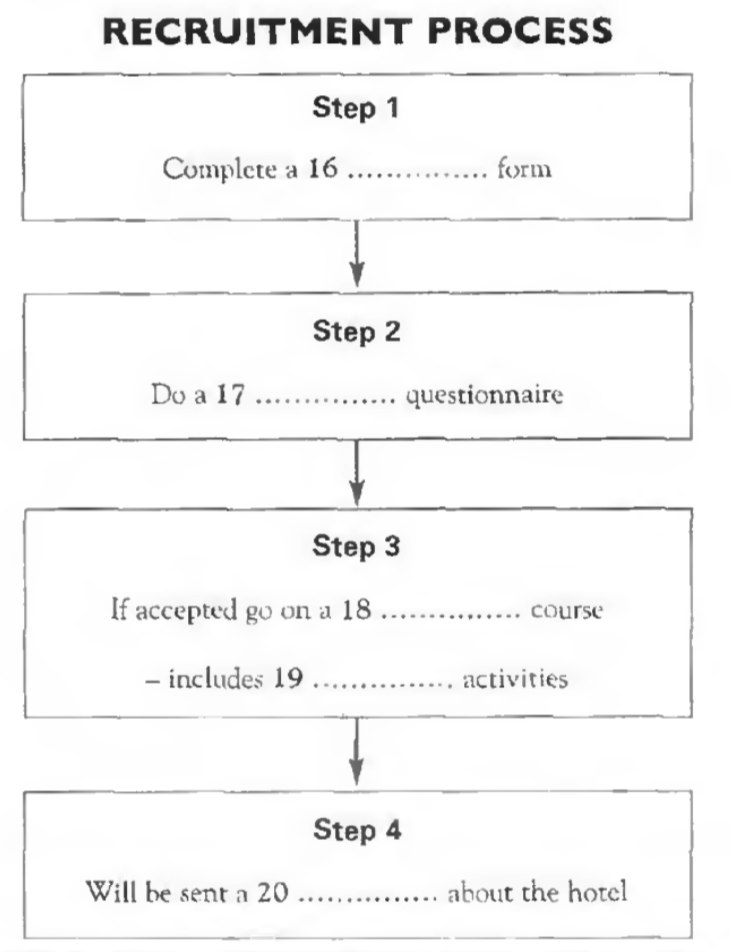 RECRUITMENT PROCESS
Step 1
Complete a 16 ............... form
Step 2
Do a 17 ............... questionnaire
Step 3
If accepted go on a 18 ............... course
– includes 19 ............... activities
Step 4
Will be sent a 20 ............... about the hotel